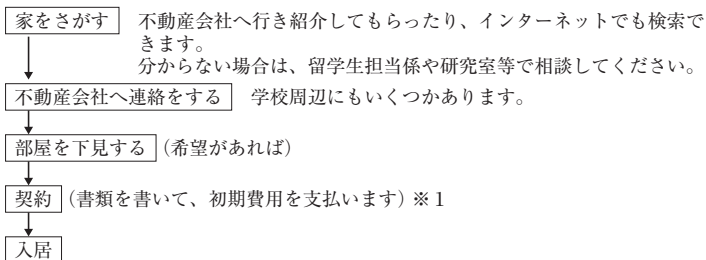 家をさがす 不動産会社へ行き紹介してもらったり、インターネットでも検索で
きます。
分からない場合は、留学生担当係や研究室等で相談してください。
不動産会社へ連絡をする 学校周辺にもいくつかあります。
部屋を下見する (希望があれば)
契約 (書類を書いて、初期費用を支払います) ※1
入居